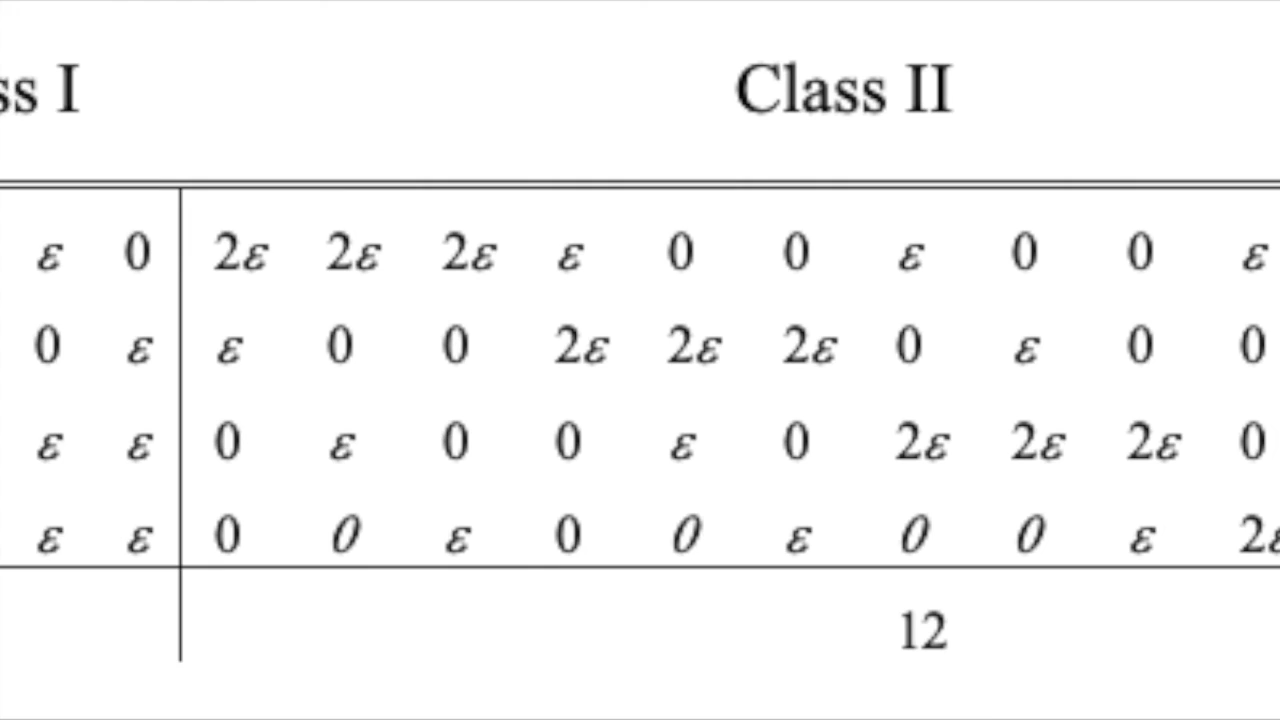 ss I Class II
ε 0 2ε 2ε 2ε ε 0 0 ε 0 0 ε
0 ε ε 0 0 2ε 2ε 2ε 0 ε 0 0
ε ε 0 ε 0 0 ε 0 2ε 2ε 2ε 0
ε ε 0 0 ε 0 0 ε 0 0 ε 2ε
12